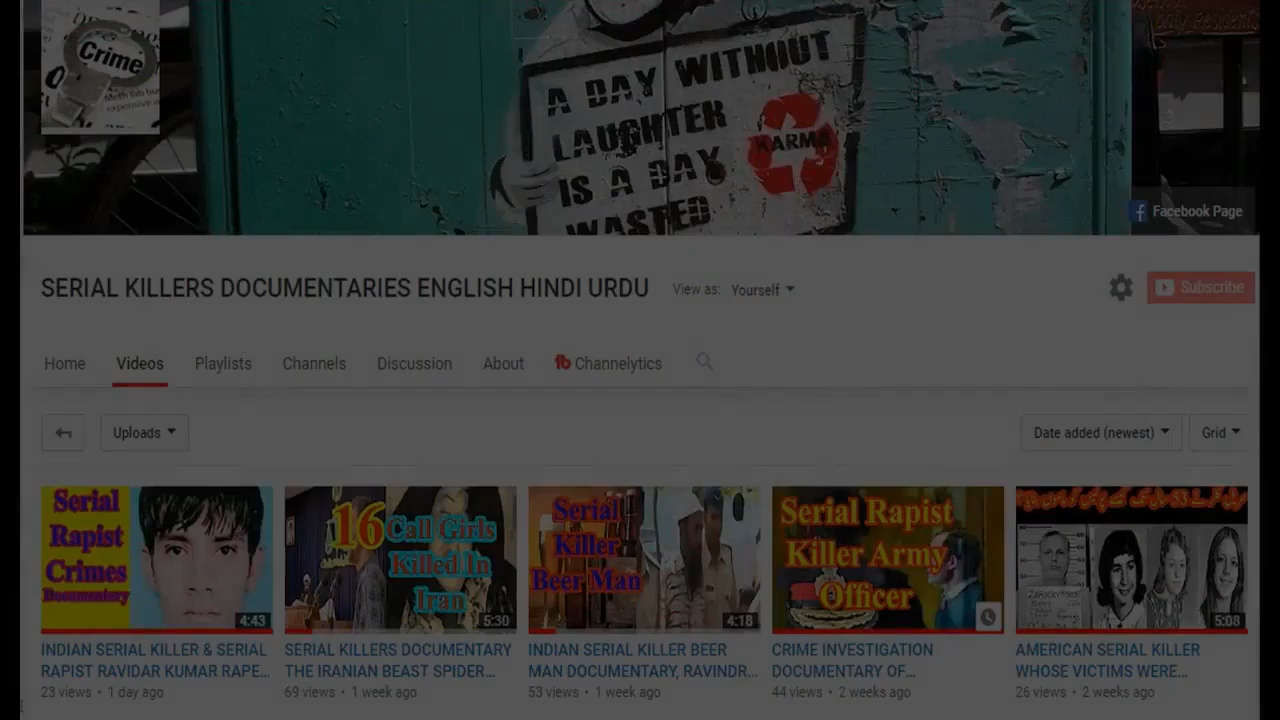 Crime
A DAY WITHOUT
LAUGHTER
IS A DAY
WASTED
KARMA
Facebook Page
SERIAL KILLERS DOCUMENTARIES ENGLISH HINDI URDU
View as: Yourself
Subscribe
Home Videos Playlists Channels Discussion About Channelytics
Uploads
Date added (newest) Grid
Serial
Rapist
Crimes
Documentary
4:43
16 Call Girls
Killed In
Iran
5:30
Serial
Killer
Beer Man
4:18
Serial Rapist
Killer Army
Officer
5:08
INDIAN SERIAL KILLER & SERIAL
RAPIST RAVIDAR KUMAR RAPE...
23 views • 1 day ago
SERIAL KILLERS DOCUMENTARY
THE IRANIAN BEAST SPIDER...
69 views • 1 week ago
INDIAN SERIAL KILLER BEER
MAN DOCUMENTARY, RAVINDR...
53 views • 1 week ago
CRIME INVESTIGATION
DOCUMENTARY OF...
44 views • 2 weeks ago
AMERICAN SERIAL KILLER
WHOSE VICTIMS WERE...
26 views • 2 weeks ago